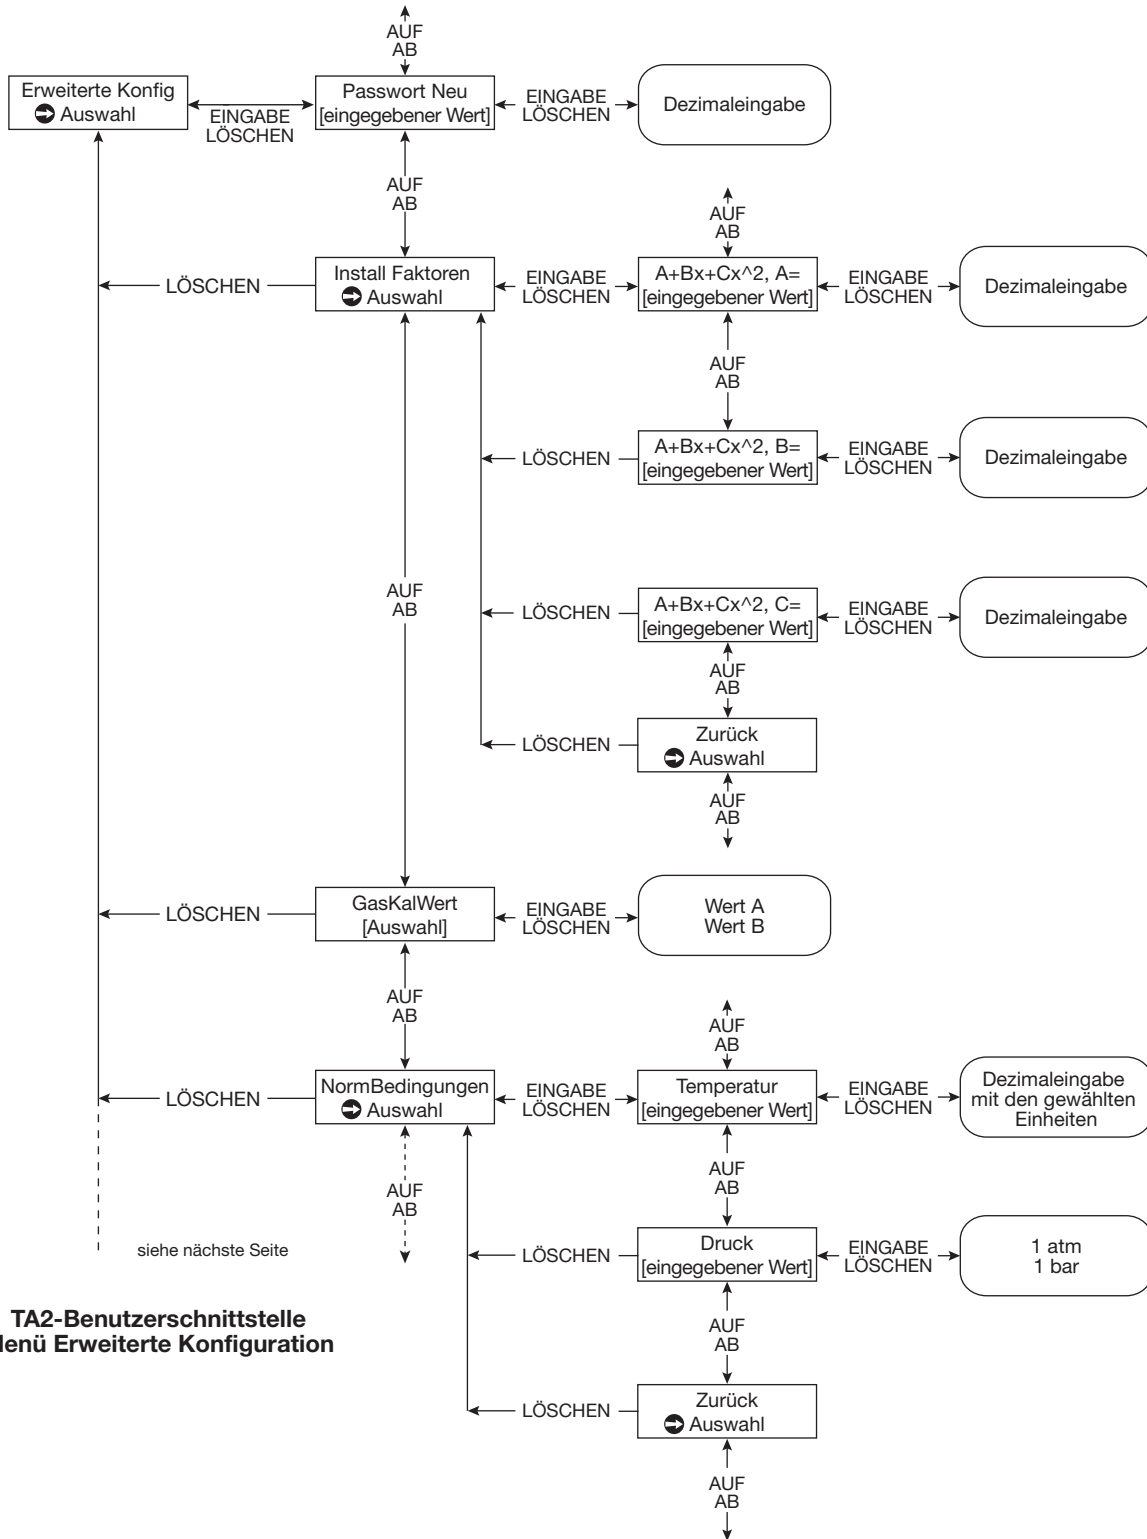 AUF
AB
Erweiterte Konfig
Auswahl
EINGABE
LÖSCHEN
Passwort Neu
[eingegebener Wert]
EINGABE
LÖSCHEN
Dezimaleingabe
AUF
AB
AUF
AB
LÖSCHEN
Install Faktoren
Auswahl
EINGABE
LÖSCHEN
A+Bx+Cx^2, A=
[eingegebener Wert]
EINGABE
LÖSCHEN
Dezimaleingabe
AUF
AB
LÖSCHEN
A+Bx+Cx^2, B=
[eingegebener Wert]
EINGABE
LÖSCHEN
Dezimaleingabe
AUF
AB
LÖSCHEN
A+Bx+Cx^2, C=
[eingegebener Wert]
EINGABE
LÖSCHEN
Dezimaleingabe
AUF
AB
LÖSCHEN
Zurück
Auswahl
AUF
AB
LÖSCHEN
GasKalWert
[Auswahl]
EINGABE
LÖSCHEN
Wert A
Wert B
AUF
AB
AUF
AB
LÖSCHEN
NormBedingungen
Auswahl
EINGABE
LÖSCHEN
Temperatur
[eingegebener Wert]
EINGABE
LÖSCHEN
Dezimaleingabe
mit den gewählten
Einheiten
AUF
AB
AUF
AB
siehe nächste Seite
LÖSCHEN
Druck
[eingegebener Wert]
EINGABE
LÖSCHEN
1 atm
1 bar
TA2-Benutzerschnittstelle
enü Erweiterte Konfiguration
AUF
AB
LÖSCHEN
Zurück
Auswahl
AUF
AB